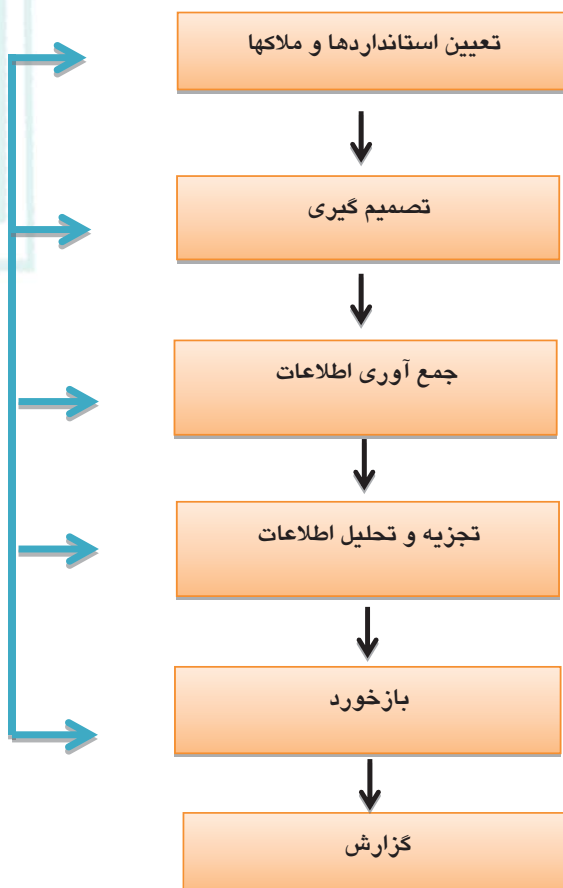 تعیین استانداردها و ملاکها
تصمیم گیری
جمع آوری اطلاعات
تجزیه و تحلیل اطلاعات
بازخورد
گزارش